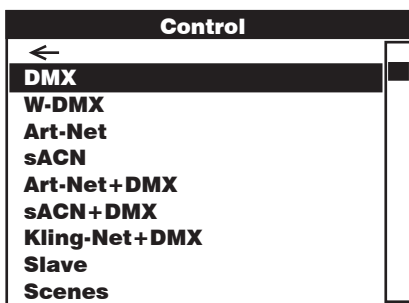 Control
←
DMX
W-DMX
Art-Net
sACN
Art-Net+DMX
sACN+DMX
Kling-Net+DMX
Slave
Scenes